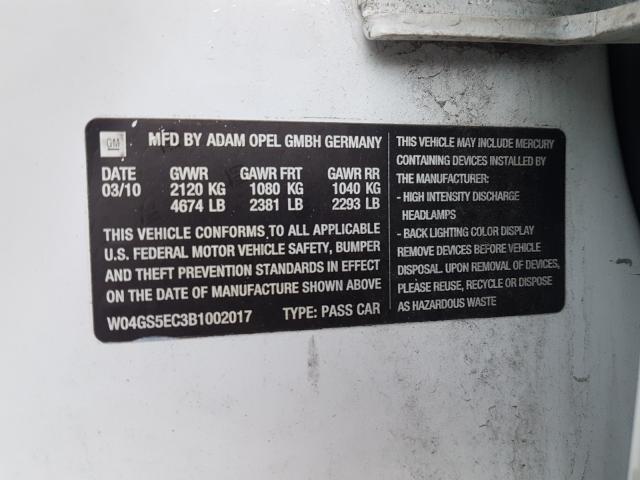 GM MFD BY ADAM OPEL GMBH GERMANY
DATE GVWR GAWR FRT GAWR RR
03/10 2120 KG 1080 KG 1040 KG
4674 LB 2381 LB 2293 LB
THIS VEHICLE CONFORMS TO ALL APPLICABLE
U.S. FEDERAL MOTOR VEHICLE SAFETY, BUMPER
AND THEFT PREVENTION STANDARDS IN EFFECT
ON THE DATE OF MANUFACTURE SHOWN ABOVE
W04GS5EC3B1002017 TYPE: PASS CAR
THIS VEHICLE MAY INCLUDE MERCURY
CONTAINING DEVICES INSTALLED BY
THE MANUFACTURER:
- HIGH INTENSITY DISCHARGE
HEADLAMPS
- BACK LIGHTING COLOR DISPLAY
REMOVE DEVICES BEFORE VEHICLE
DISPOSAL. UPON REMOVAL OF DEVICES,
PLEASE REUSE, RECYCLE OR DISPOSE
AS HAZARDOUS WASTE